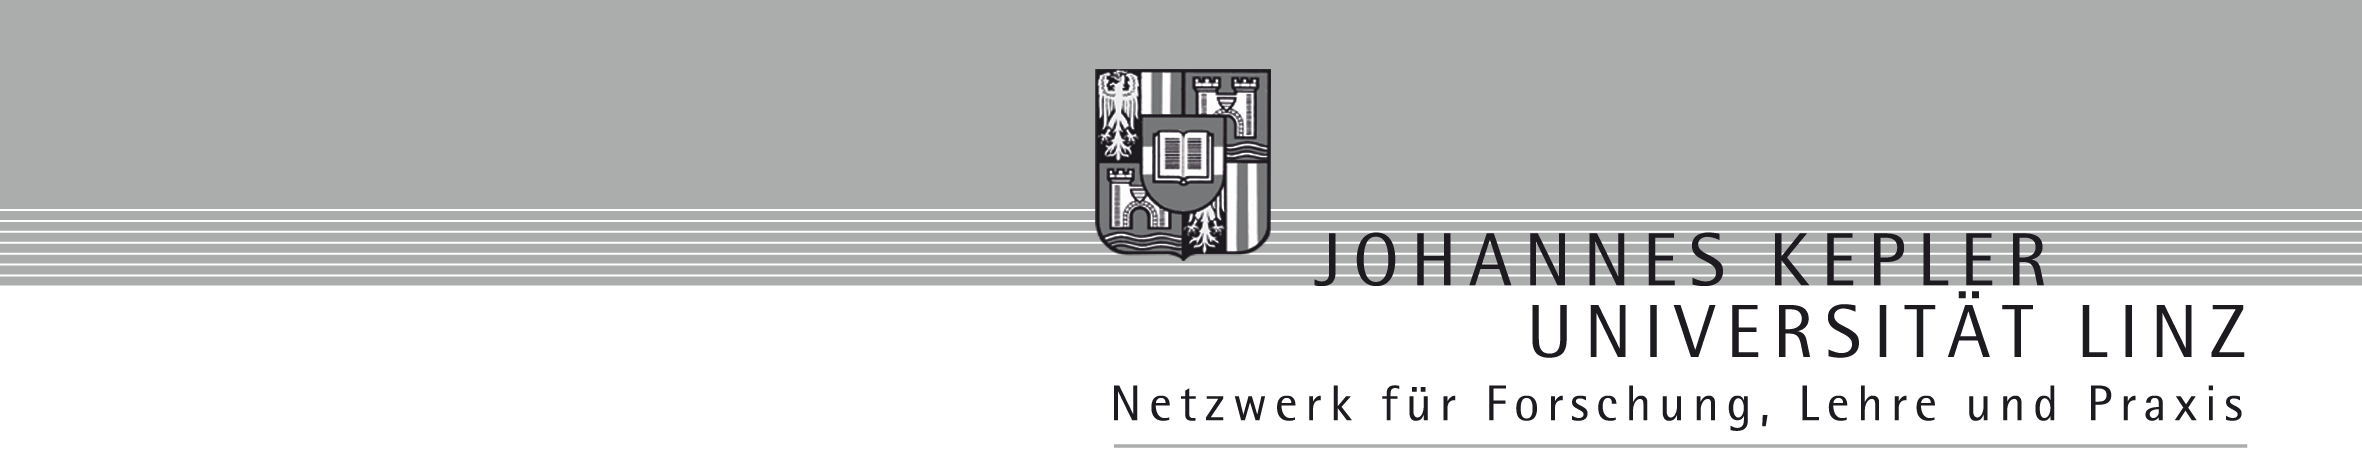 JOHANNES KEPLER
UNIVERSITÄT LINZ
Netzwerk für Forschung, Lehre und Praxis